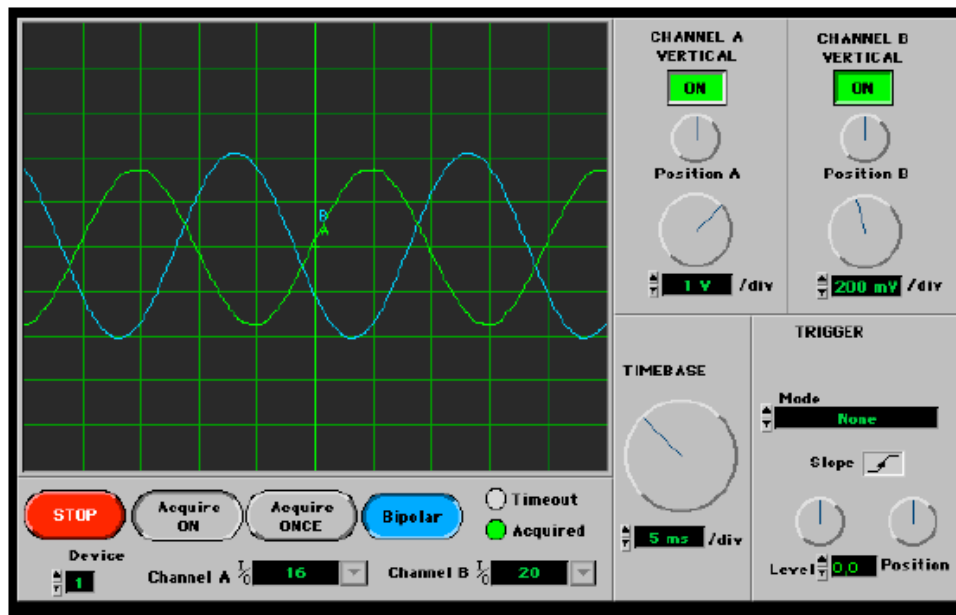 CHANNEL A
VERTICAL
ON
Position A
1 V /div
CHANNEL B
VERTICAL
ON
Position B
200 mV /div
B
A
TIMEBASE
5 ms /div
TRIGGER
Mode
None
Slope
Level 0,0 Position
STOP
Acquire
ON
Acquire
ONCE
Bipolar
Timeout
Acquired
Device
1
Channel A I/O 16
Channel B I/O 20